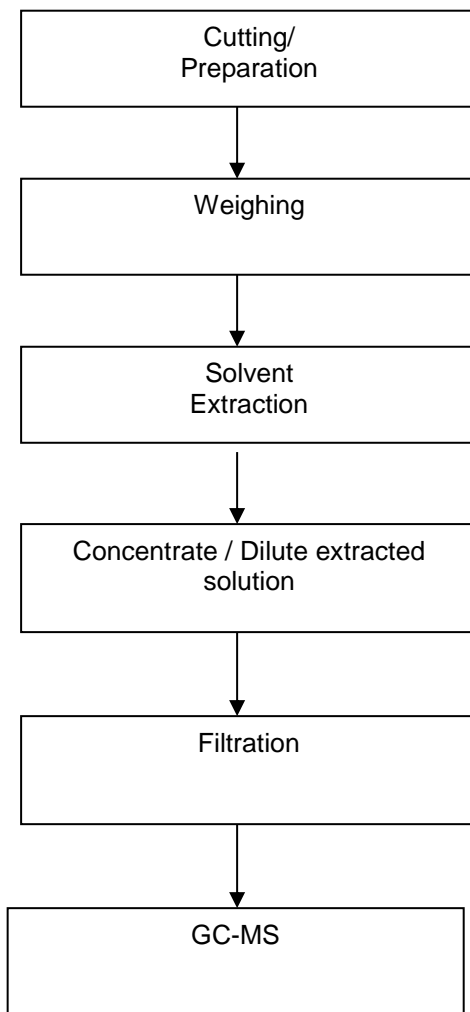 Cutting/
Preparation
Weighing
Solvent
Extraction
Concentrate / Dilute extracted
solution
Filtration
GC-MS